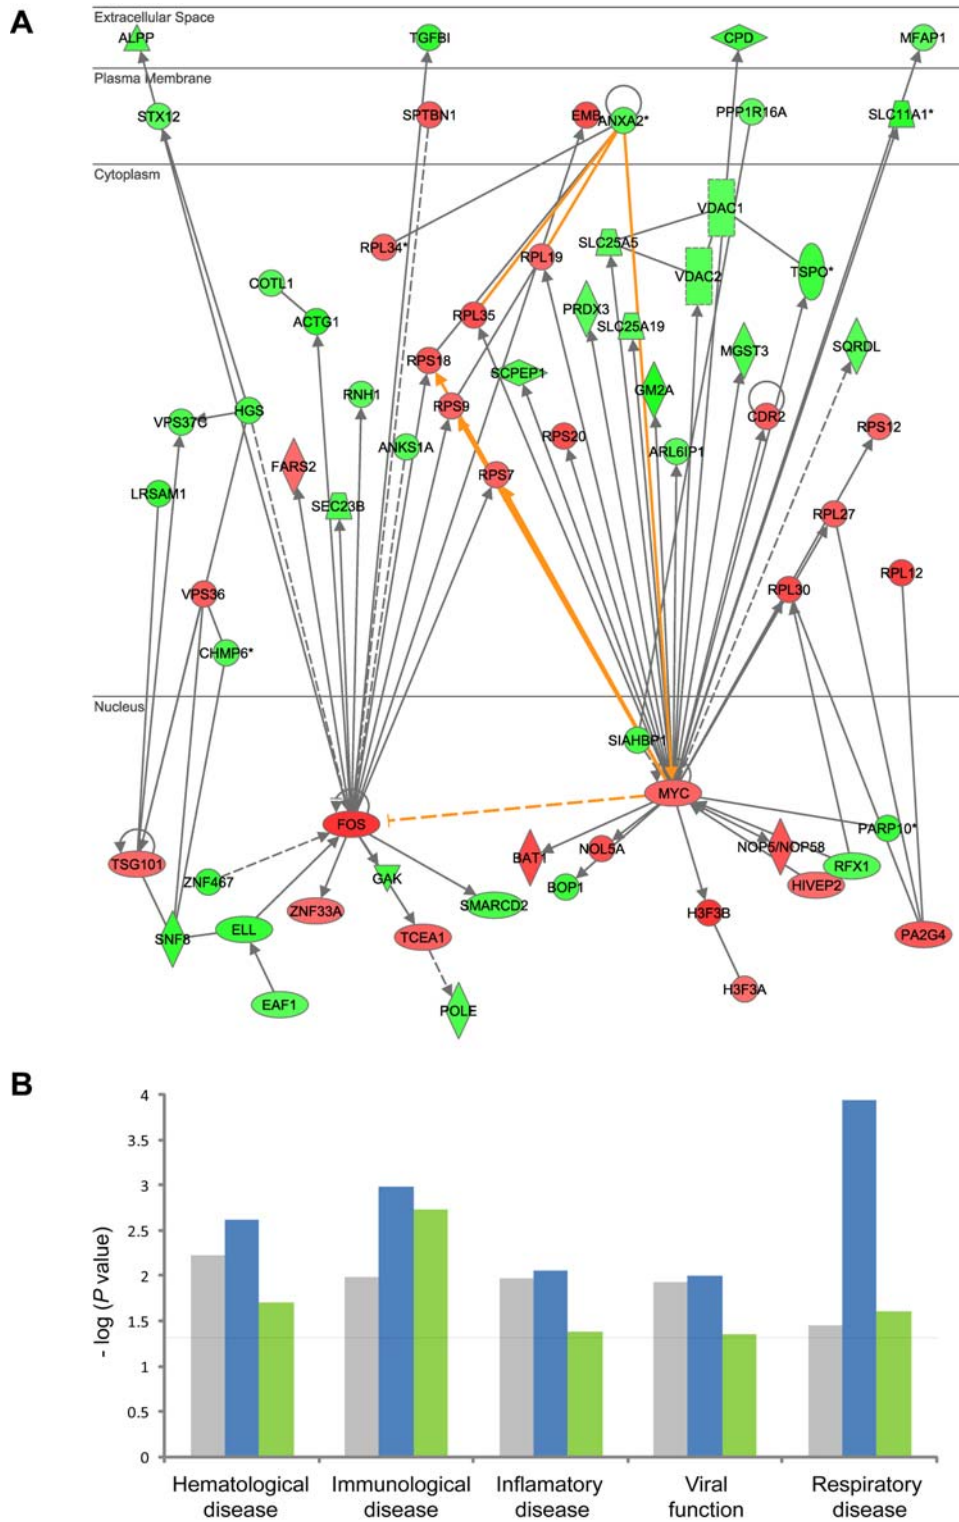 A
Extracellular Space
ALPP
TGFBI
CPD
MFAP1
Plasma Membrane
STX12
SPTBN1
EMB
ANXA2*
PPP1R16A
SLC11A1*
Cytoplasm
VDAC1
RPL34*
SLC25A5
RPL19
VDAC2
TSPO*
COTL1
PRDX3
ACTG1
RPL35
SLC25A19
MGST3
SQRDL
RPS18
SCPEP1
RNH1
GM2A
VPS37C
HGS
RPS9
CDR2
RPS12
ANKS1A
RPS20
ARL6IP1
FARS2
RPS7
LRSAM1
SEC23B
RPL27
VPS36
RPL30
RPL12
CHMP6*
Nucleus
SIAHBP1
MYC
FOS
PARP10*
TSG101
BAT1
NOL5A
NOP5/NOP58
RFX1
ZNF467
GAK
BOP1
HIVEP2
ZNF33A
SMARCD2
H3F3B
SNF8
ELL
TCEA1
PA2G4
EAF1
POLE
H3F3A
B
4
3.5
3
2.5
2
1.5
1
0.5
0
- log (P value)
Hematological disease
Immunological disease
Inflamatory disease
Viral function
Respiratory disease